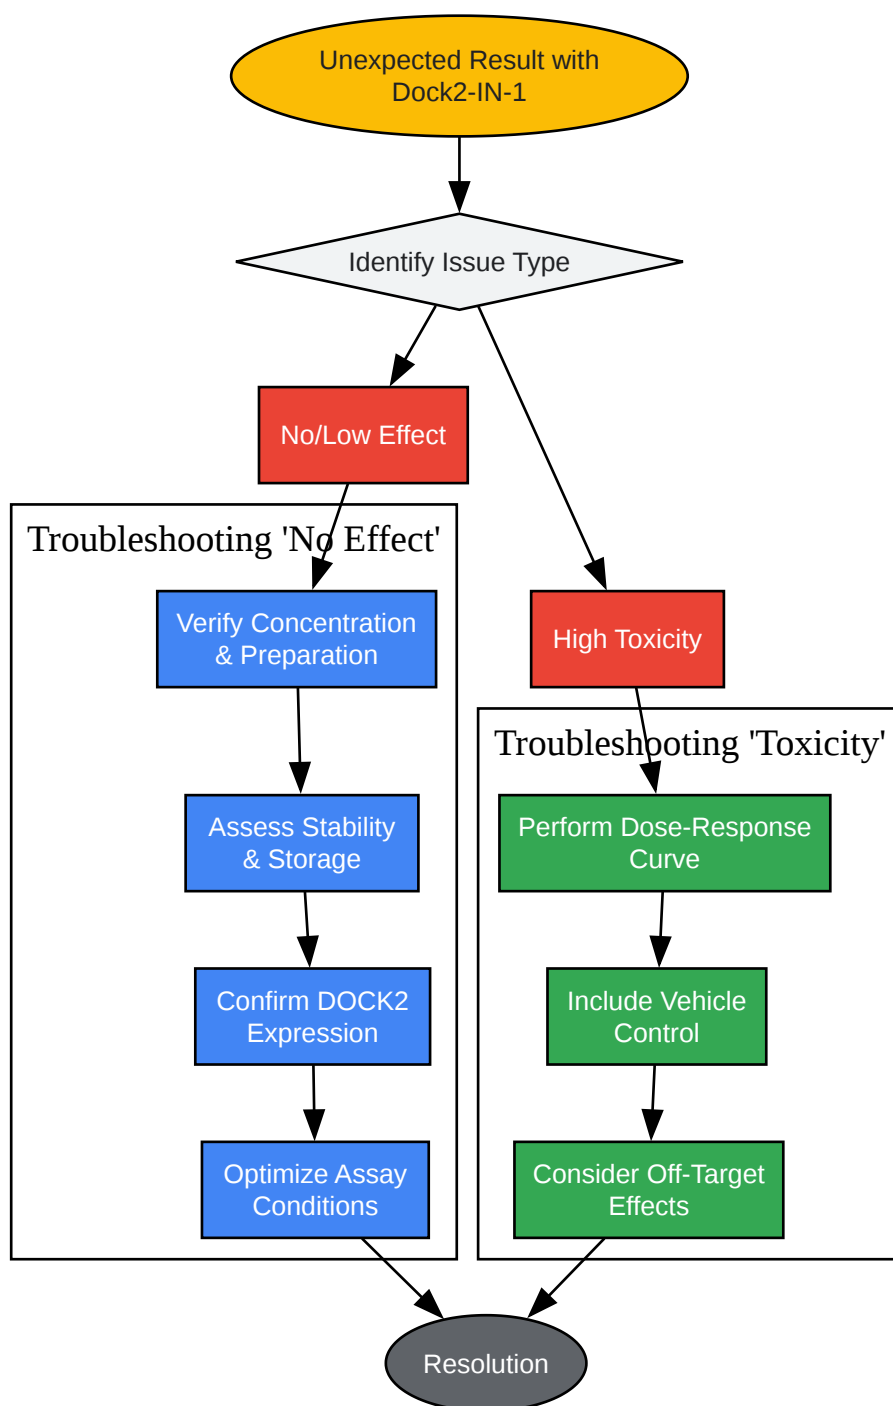 Unexpected Result with
Dock2-IN-1
Identify Issue Type
No/Low Effect
Troubleshooting 'No Effect'
Verify Concentration
& Preparation
High Toxicity
Troubleshooting 'Toxicity'
Assess Stability
& Storage
Perform Dose-Response
Curve
Confirm DOCK2
Expression
Include Vehicle
Control
Optimize Assay
Conditions
Consider Off-Target
Effects
Resolution